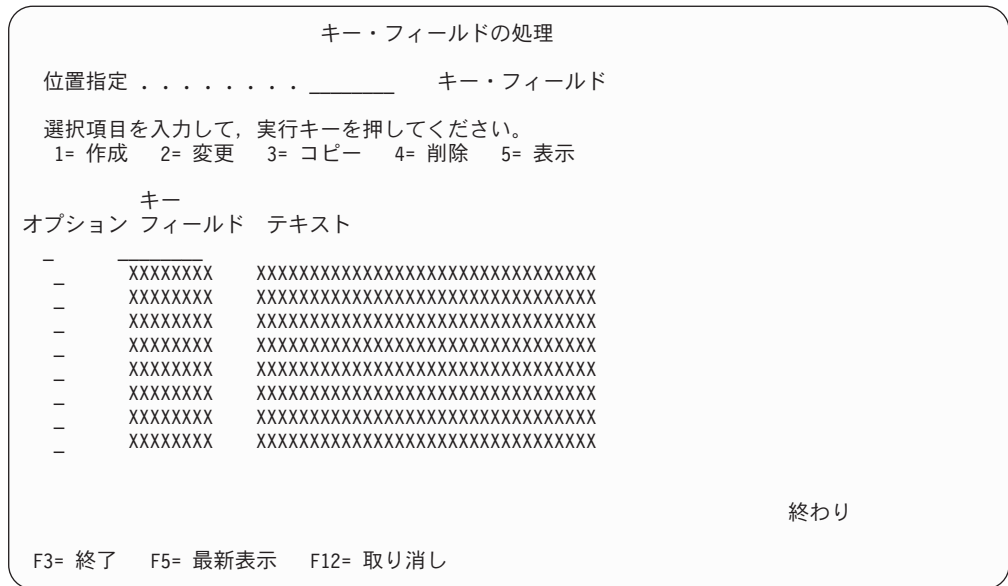 キー・フィールドの処理
位置指定 . . . . . . . . ________ キー・フィールド
選択項目を入力して，実行キーを押してください。
1= 作成 2= 変更 3= コピー 4= 削除 5= 表示
キー
オプション フィールド テキスト
_ ________
_ XXXXXXXX XXXXXXXXXXXXXXXXXXXXXXXXXXXXXXXX
_ XXXXXXXX XXXXXXXXXXXXXXXXXXXXXXXXXXXXXXXX
_ XXXXXXXX XXXXXXXXXXXXXXXXXXXXXXXXXXXXXXXX
_ XXXXXXXX XXXXXXXXXXXXXXXXXXXXXXXXXXXXXXXX
_ XXXXXXXX XXXXXXXXXXXXXXXXXXXXXXXXXXXXXXXX
_ XXXXXXXX XXXXXXXXXXXXXXXXXXXXXXXXXXXXXXXX
_ XXXXXXXX XXXXXXXXXXXXXXXXXXXXXXXXXXXXXXXX
_ XXXXXXXX XXXXXXXXXXXXXXXXXXXXXXXXXXXXXXXX
終わり
F3= 終了 F5= 最新表示 F12= 取り消し